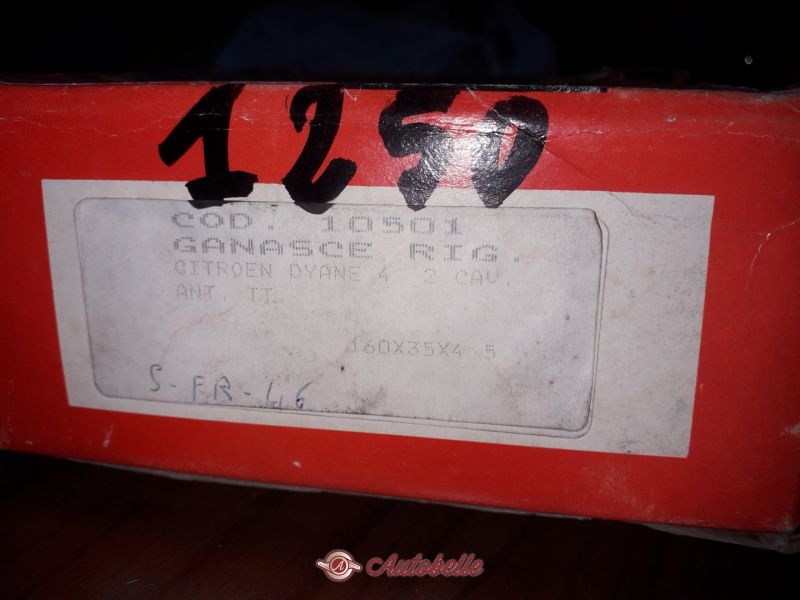 1250
COD: 10501
GANASCE RIG.
CITROEN DYANE 4 2 CAV.
ANT. TT
160X35X4 5
S-FR-46
Autobelle